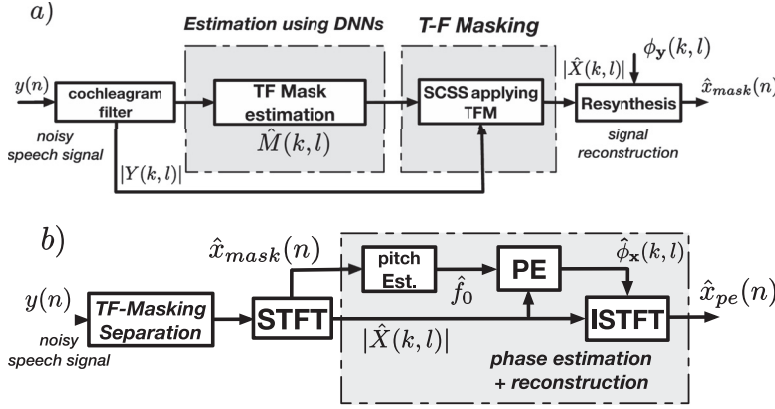 a)
Estimation using DNNs
T-F Masking
y(n)
cochleagram
filter
noisy
speech signal
TF Mask
estimation
M̂(k,l)
SCSS applying
TFM
|X̂(k,l)|
ϕ_y(k,l)
Resynthesis
signal
reconstruction
x̂_mask(n)
|Y(k,l)|
b)
y(n)
noisy
speech signal
TF-Masking
Separation
x̂_mask(n)
STFT
pitch
Est.
f̂_0
PE
ϕ̂_x(k,l)
|X̂(k,l)|
ISTFT
x̂_pe(n)
phase estimation
+ reconstruction